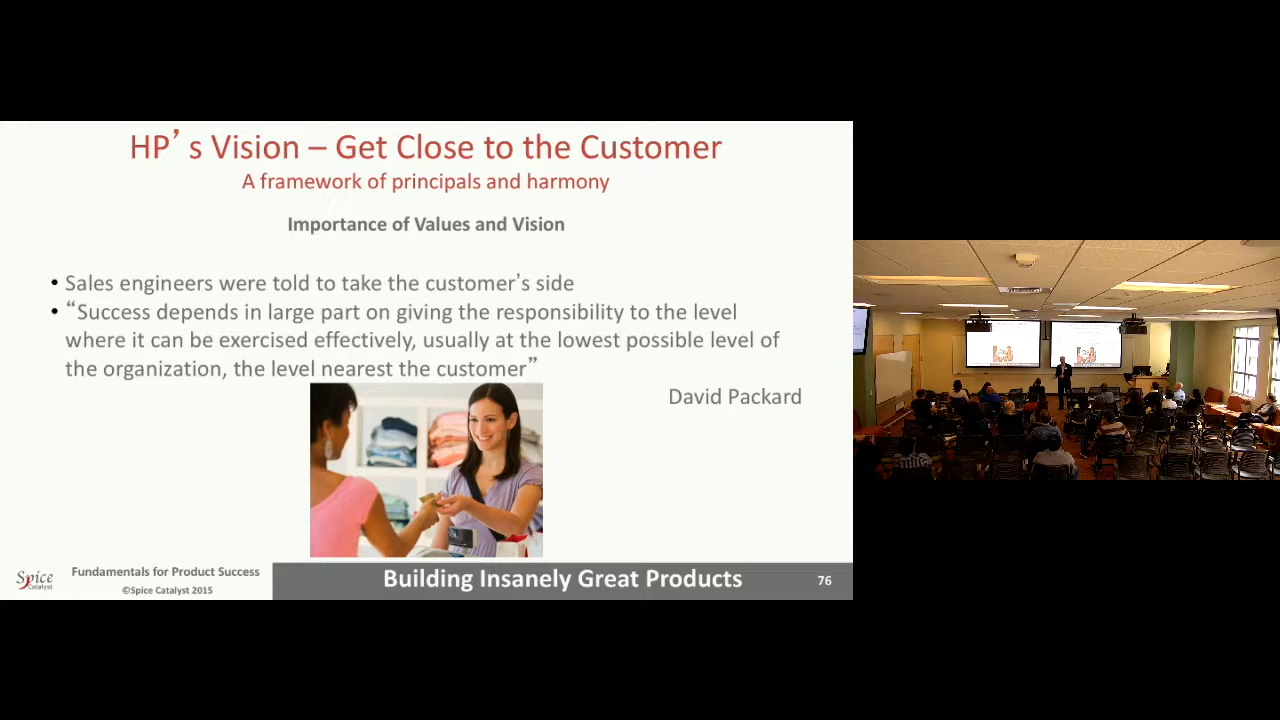 HP’s Vision – Get Close to the Customer
A framework of principals and harmony
Importance of Values and Vision
• Sales engineers were told to take the customer’s side
• “Success depends in large part on giving the responsibility to the level
where it can be exercised effectively, usually at the lowest possible level of
the organization, the level nearest the customer”
David Packard
Spice
Catalyst
Fundamentals for Product Success
©Spice Catalyst 2015
Building Insanely Great Products
76